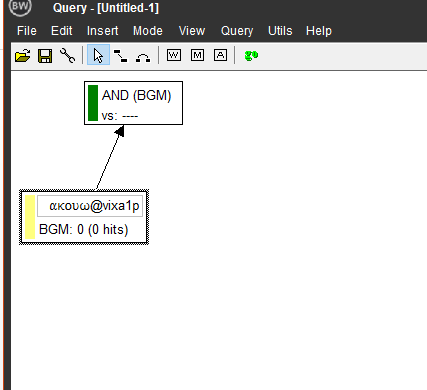 BW Query - [Untitled-1]
File Edit Insert Mode View Query Utils Help
W M A
AND (BGM)
vs: ----
ακουω@vixa1p
BGM: 0 (0 hits)